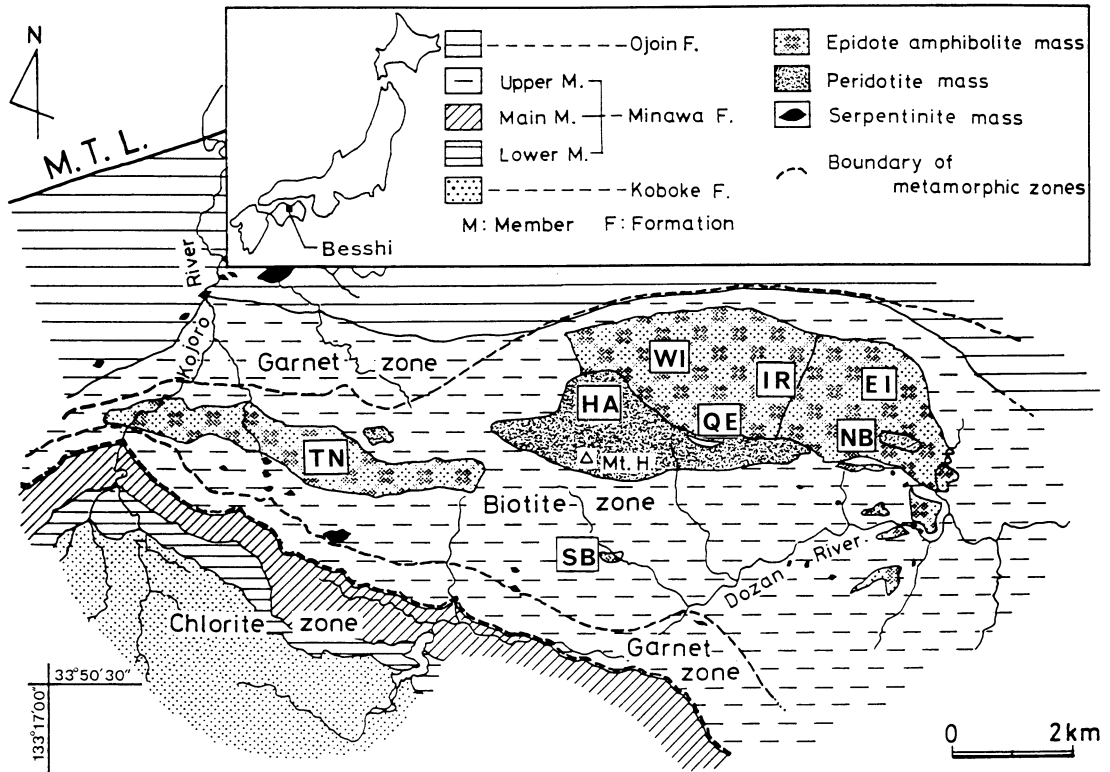 N
M.T.L.
Ojoin F.
Upper M.
Main M.
Minawa F.
Lower M.
Koboke F.
M: Member F: Formation
Besshi
Epidote amphibolite mass
Peridotite mass
Serpentinite mass
Boundary of
metamorphic zones
River
Kokoro
Garnet zone
WI
IR
EI
HA
QE
NB
TN
Mt. H.
Biotite zone
SB
Dozan River
Chlorite zone
Garnet
zone
33°50'30"
133°17'00"
0 2km